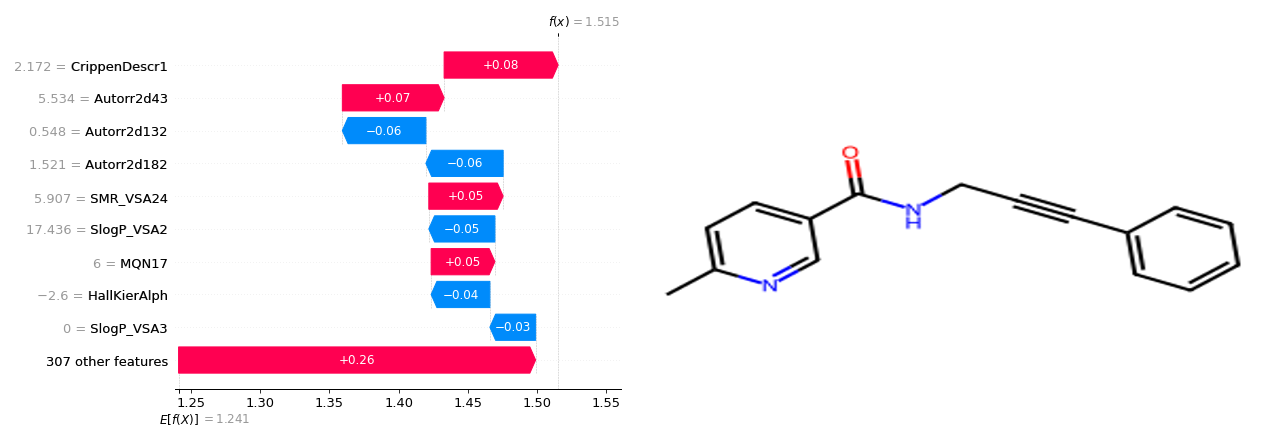 f(x) = 1.515
2.172 = CrippenDescr1
+0.08
5.534 = Autorr2d43
+0.07
0.548 = Autorr2d132
−0.06
1.521 = Autorr2d182
−0.06
5.907 = SMR_VSA24
+0.05
17.436 = SlogP_VSA2
−0.05
6 = MQN17
+0.05
−2.6 = HallKierAlph
−0.04
0 = SlogP_VSA3
−0.03
307 other features
+0.26
1.25 1.30 1.35 1.40 1.45 1.50 1.55
E[f(X)] = 1.241
O
N
H
N